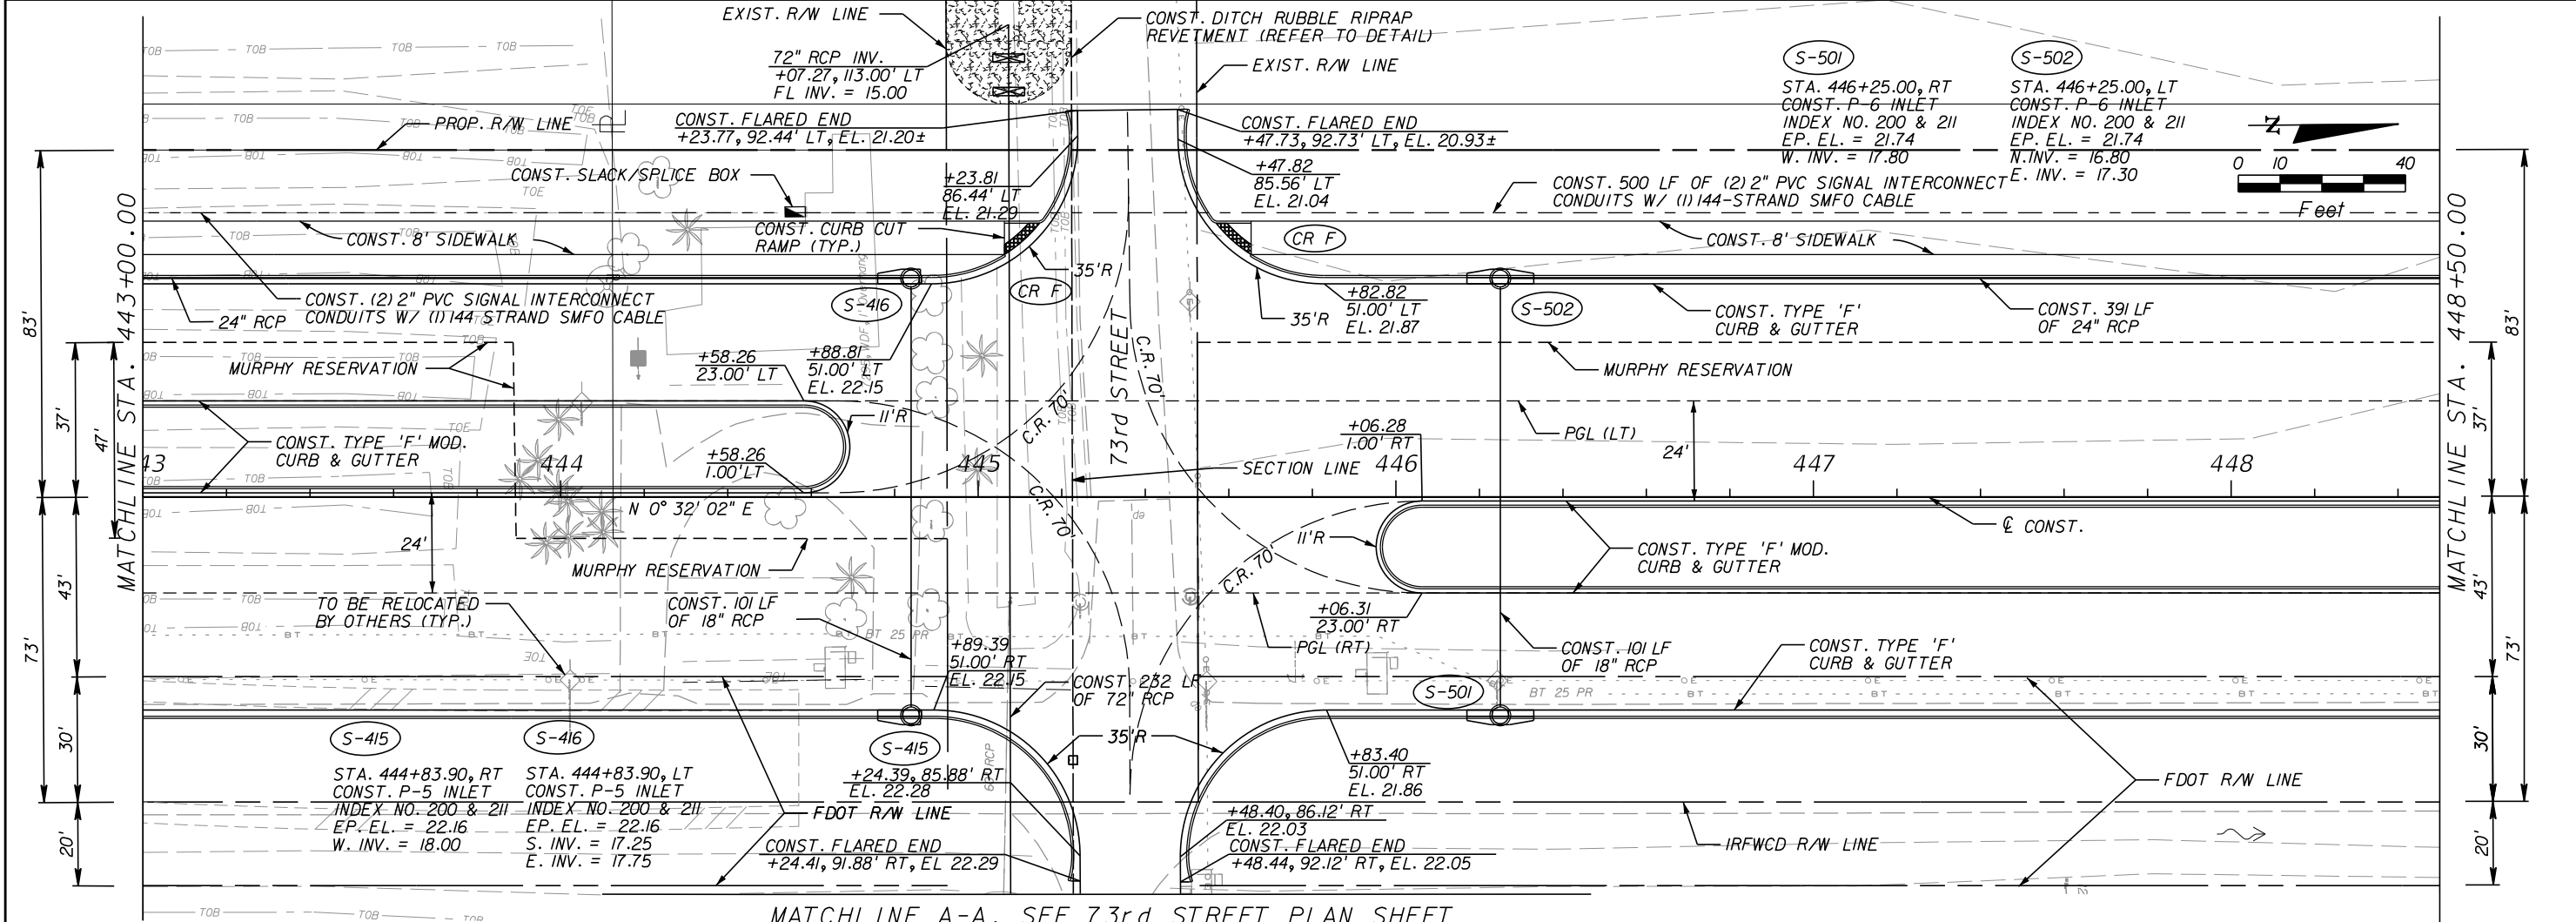 EXIST. R/W LINE
72" RCP INV.
+07.27, 113.00' LT
FL INV. = 15.00
CONST. DITCH RUBBLE RIPRAP
REVETMENT (REFER TO DETAIL)
EXIST. R/W LINE
S-501
STA. 446+25.00, RT
CONST. P-6 INLET
INDEX NO. 200 & 211
EP. EL. = 21.74
W. INV. = 17.80
S-502
STA. 446+25.00, LT
CONST. P-6 INLET
INDEX NO. 200 & 211
EP. EL. = 21.74
N.INV. = 16.80
E. INV. = 17.30
N
0 10 40
Feet
PROP. R/W LINE
CONST. FLARED END
+23.77, 92.44' LT, EL. 21.20±
CONST. FLARED END
+47.73, 92.73' LT, EL. 20.93±
CONST. SLACK/SPLICE BOX
+23.81
86.44' LT
EL. 21.29
+47.82
85.56' LT
EL. 21.04
CONST. 500 LF OF (2) 2" PVC SIGNAL INTERCONNECT
CONDUITS W/ (1) 144-STRAND SMFO CABLE
CONST. 8' SIDEWALK
CONST. CURB CUT
RAMP (TYP.)
CR F
CONST. 8' SIDEWALK
35'R
CR F
CONST. (2) 2" PVC SIGNAL INTERCONNECT
CONDUITS W/ (1) 144 STRAND SMFO CABLE
24" RCP
S-416
+82.82
51.00' LT
EL. 21.87
35'R
S-502
CONST. TYPE 'F'
CURB & GUTTER
CONST. 391 LF
OF 24" RCP
MATCHLINE STA. 443+00.00
MATCHLINE STA. 448+50.00
83'
37'
47'
43'
73'
30'
20'
83'
37'
43'
73'
30'
20'
MURPHY RESERVATION
+58.26
23.00' LT
+88.81
51.00' LT
EL. 22.15
73rd STREET
C.R. 70'
C.R. 70'
MURPHY RESERVATION
11'R
CONST. TYPE 'F' MOD.
CURB & GUTTER
+58.26
1.00' LT
+06.28
1.00' RT
PGL (LT)
24'
SECTION LINE
43
444
445
446
447
448
N 0° 32' 02" E
C.R. 70'
C.R. 70'
11'R
℄ CONST.
24'
MURPHY RESERVATION
CONST. TYPE 'F' MOD.
CURB & GUTTER
TO BE RELOCATED
BY OTHERS (TYP.)
CONST. 101 LF
OF 18" RCP
+06.31
23.00' RT
PGL (RT)
BT 25 PR
+89.39
51.00' RT
EL. 22.15
CONST. 232 LF
OF 72" RCP
CONST. 101 LF
OF 18" RCP
CONST. TYPE 'F'
CURB & GUTTER
S-501
BT 25 PR
35'R
S-415
STA. 444+83.90, RT
CONST. P-5 INLET
INDEX NO. 200 & 211
EP. EL. = 22.16
W. INV. = 18.00
S-416
STA. 444+83.90, LT
CONST. P-5 INLET
INDEX NO. 200 & 211
EP. EL. = 22.16
S. INV. = 17.25
E. INV. = 17.75
S-415
+24.39, 85.88' RT
EL. 22.28
+83.40
51.00' RT
EL. 21.86
FDOT R/W LINE
FDOT R/W LINE
+48.40, 86.12' RT
EL. 22.03
CONST. FLARED END
+24.41, 91.88' RT, EL 22.29
CONST. FLARED END
+48.44, 92.12' RT, EL. 22.05
IRFWCD R/W LINE
MATCHLINE A-A, SEE 73rd STREET PLAN SHEET